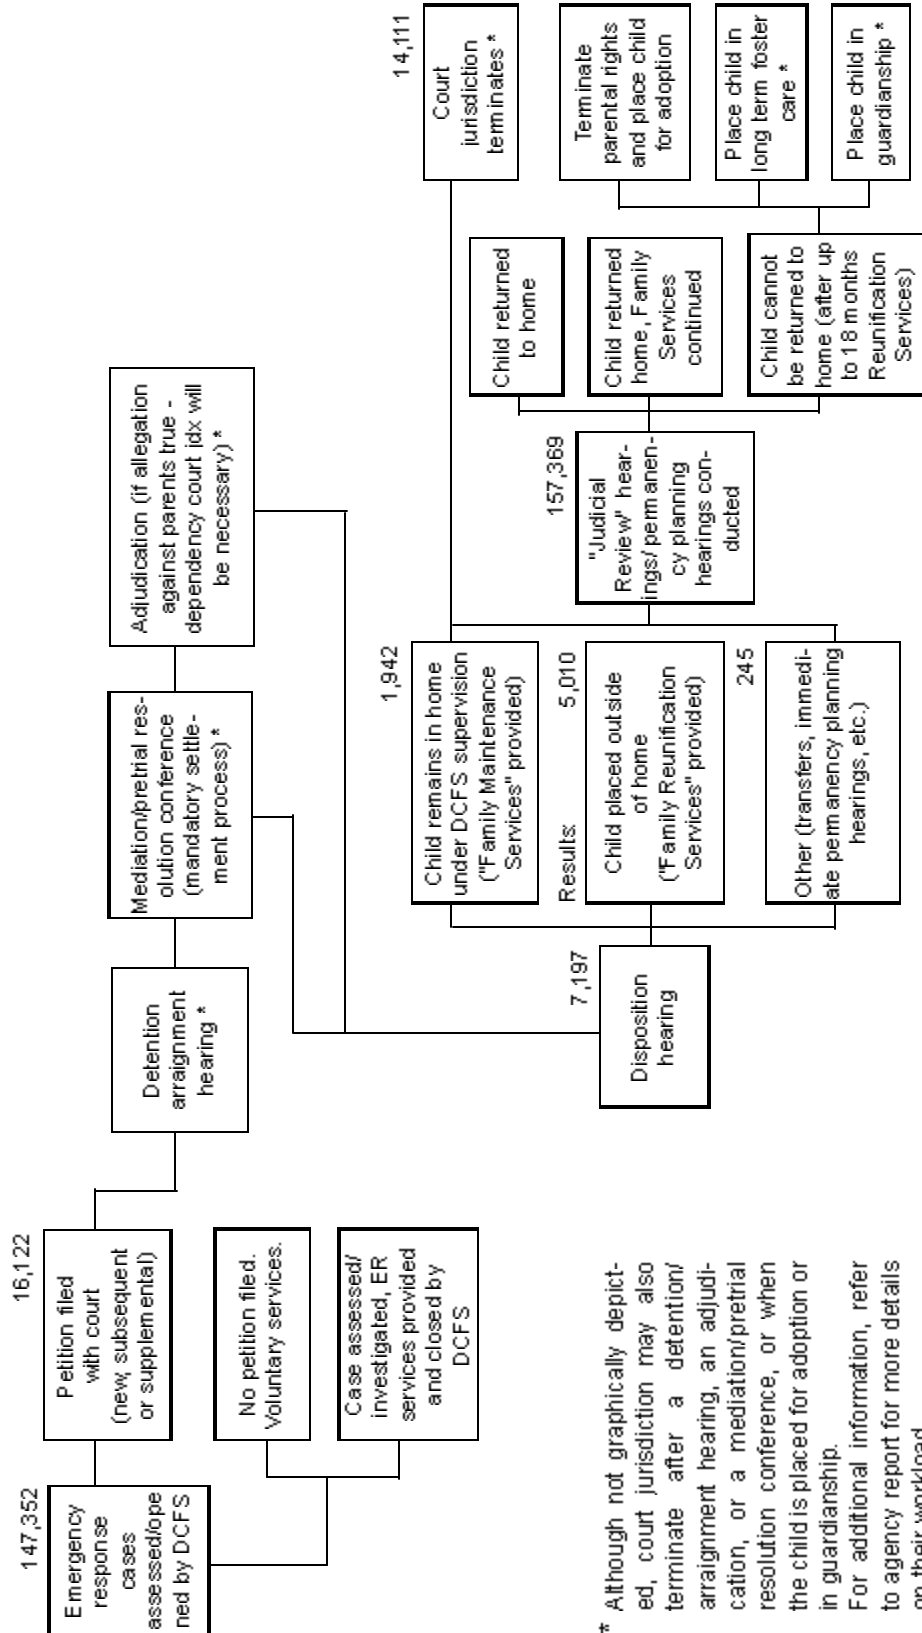 147,352
Emergency
response
cases
assessed/ope
ned by DCFS
16,122
Petition filed
with court
(new, subsequent
or supplemental)
No petition filed.
Voluntary services.
Case assessed/
investigated, ER
services provided
and closed by
DCFS
Detention
arraignment
hearing *
Mediation/pretrial res-
olution conference
(mandatory settle-
ment process) *
Adjudication (if allegation
against parents true -
dependency court idx will
be necessary) *
7,197
Disposition
hearing
1,942
Child remains in home
under DCFS supervision
("Family Maintenance
Services" provided)
Results: 5,010
Child placed outside
of home
("Family Reunification
Services" provided)
245
Other (transfers, immedi-
ate permanency planning
hearings, etc.)
157,369
"Judicial
Review" hear-
ings/ permanen-
cy planning
hearings con-
ducted
Child returned
to home
Child returned
home, Family
Services
continued
Child cannot
be returned to
home (after up
to 18 months
Reunification
Services)
14,111
Court
jurisdiction
terminates *
Terminate
parental rights
and place child
for adoption
Place child in
long term foster
care *
Place child in
guardianship *
* Although not graphically depict-
ed, court jurisdiction may also
terminate after a detention/
arraignment hearing, an adjudi-
cation, or a mediation/pretrial
resolution conference, or when
the child is placed for adoption or
in guardianship.
For additional information, refer
to agency report for more details
on their workload